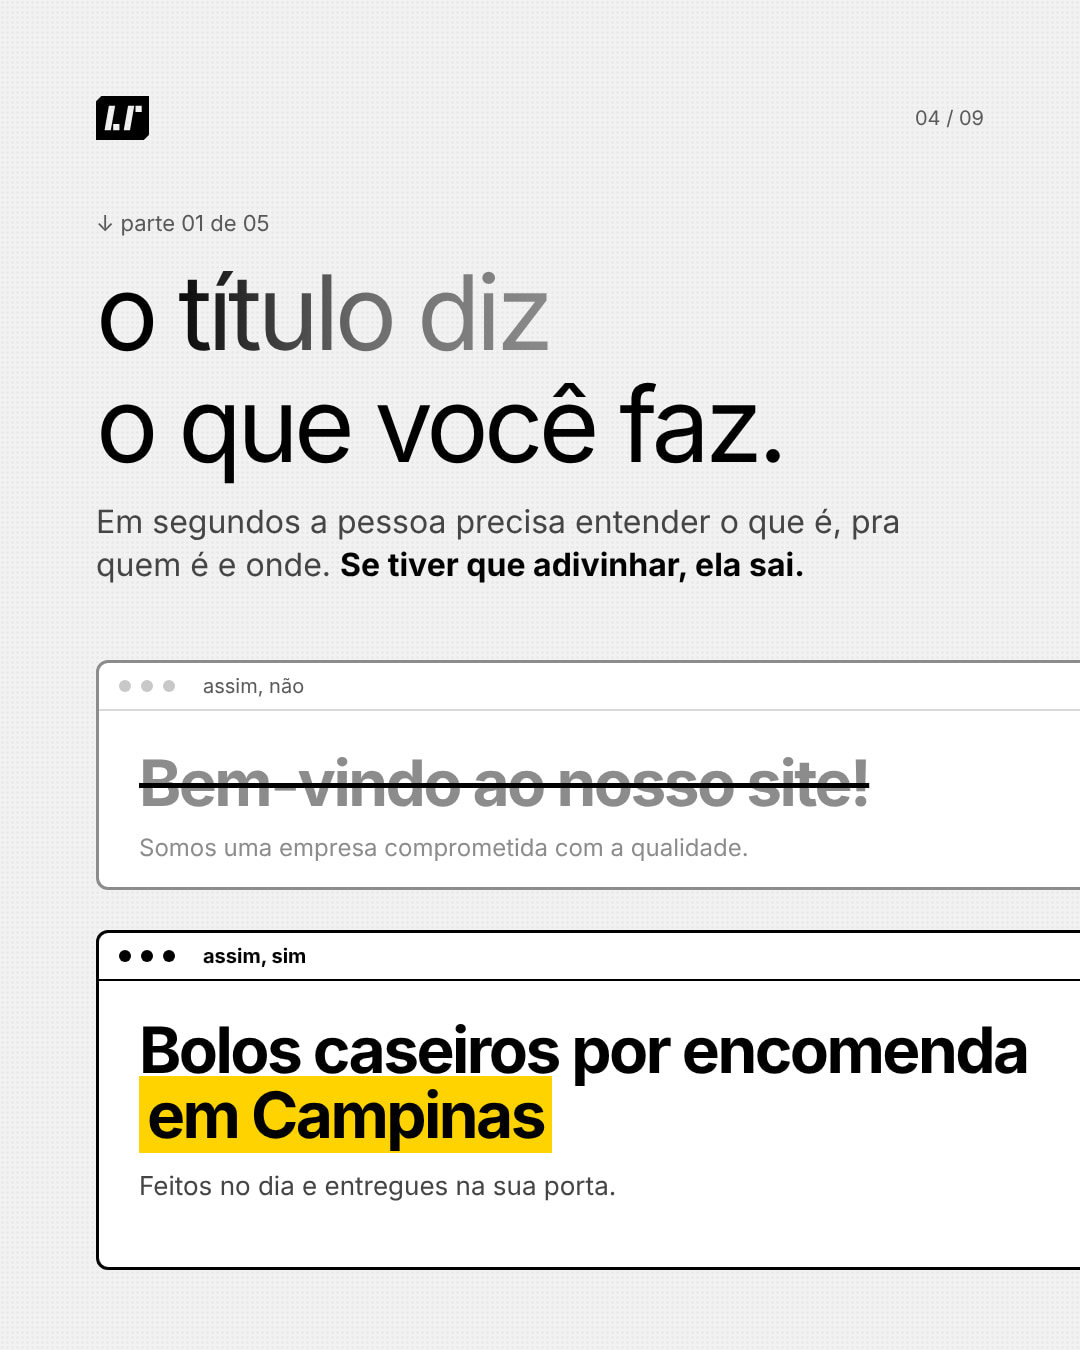 04 / 09
↓ parte 01 de 05
o título diz
o que você faz.
Em segundos a pessoa precisa entender o que é, pra
quem é e onde. Se tiver que adivinhar, ela sai.
assim, não
Bem-vindo ao nosso site!
Somos uma empresa comprometida com a qualidade.
assim, sim
Bolos caseiros por encomenda
em Campinas
Feitos no dia e entregues na sua porta.